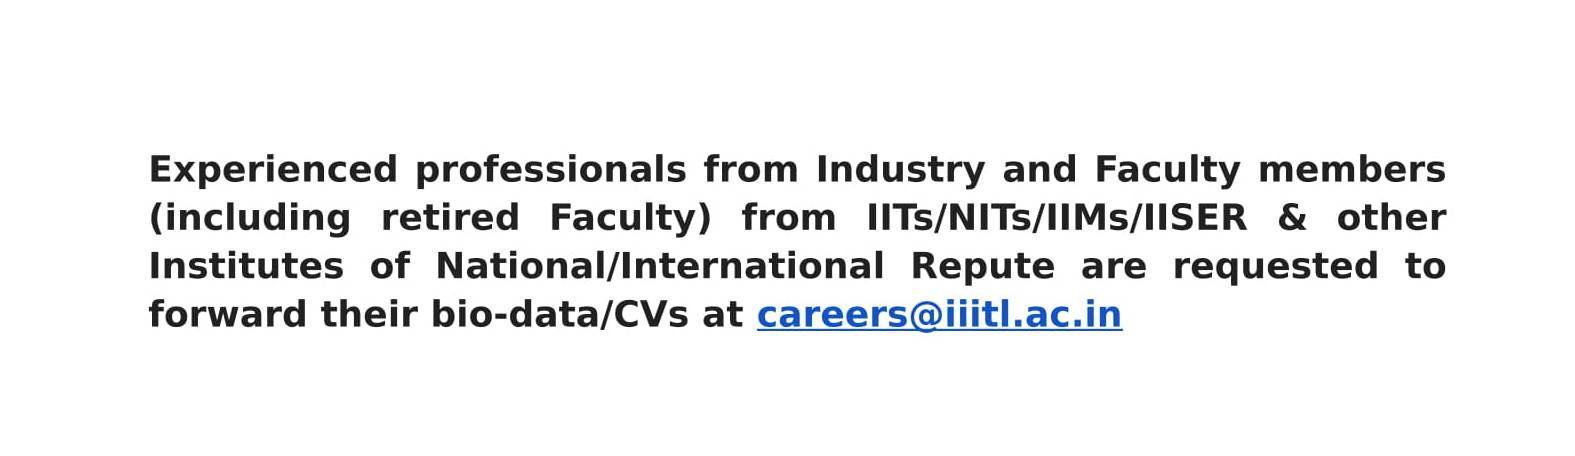 Experienced professionals from Industry and Faculty members
(including retired Faculty) from IITs/NITs/IIMs/IISER & other
Institutes of National/International Repute are requested to
forward their bio-data/CVs at careers@iiitl.ac.in